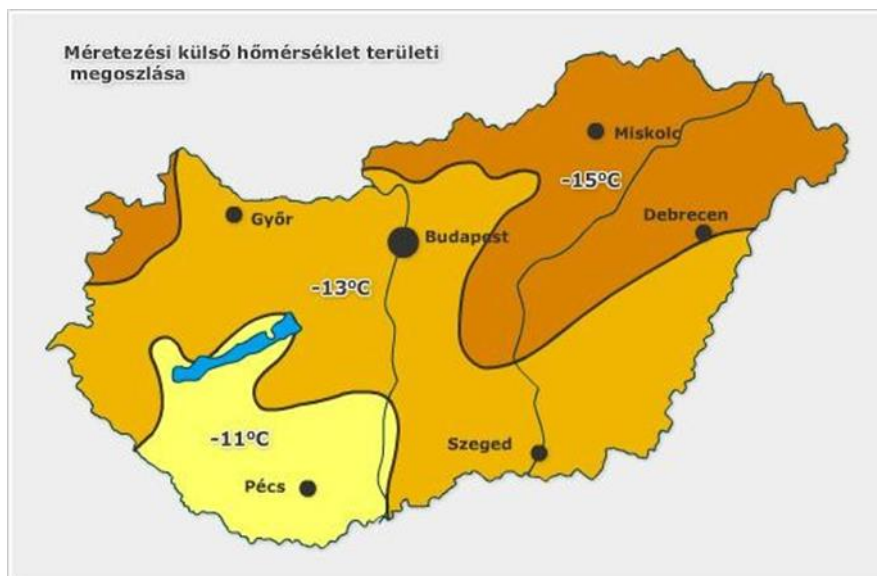 Méretezési külső hőmérséklet területi
megoszlása
Miskolc
-15°C
Debrecen
Győr
Budapest
-13°C
-11°C
Szeged
Pécs